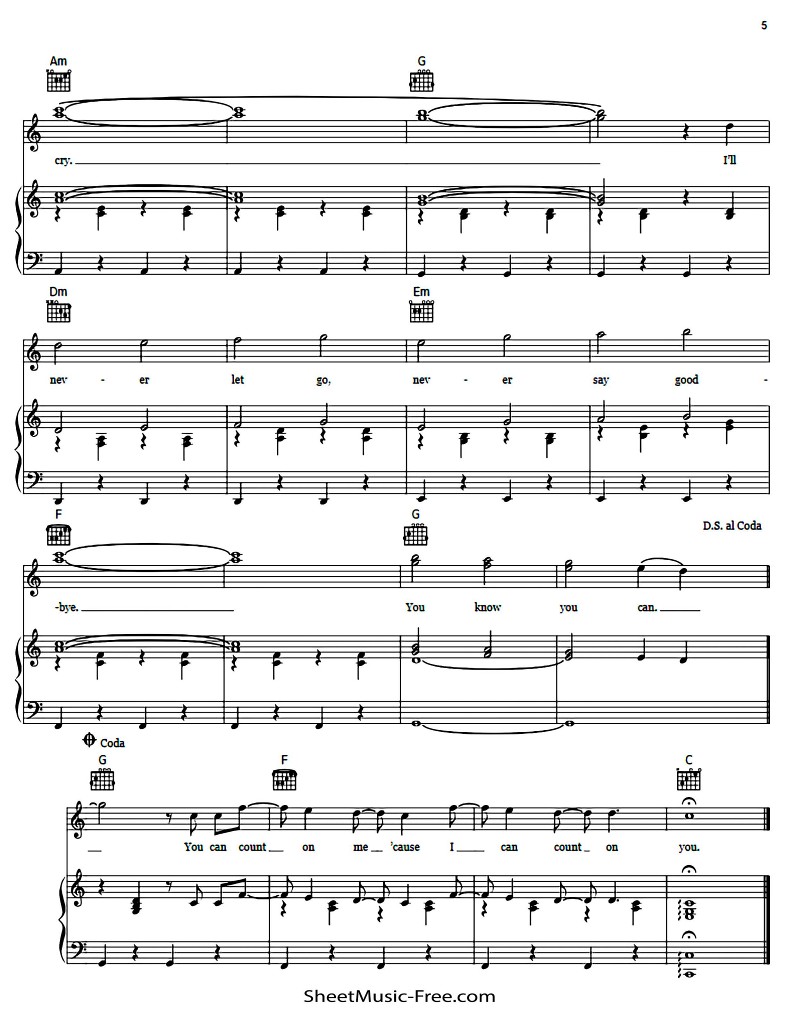 5
Am G
cry. I'll
Dm Em
nev - er let go, nev - er say good -
F G D.S. al Coda
-bye. You know you can.
Coda
G F C
You can count on me 'cause I can count on you.
SheetMusic-Free.com